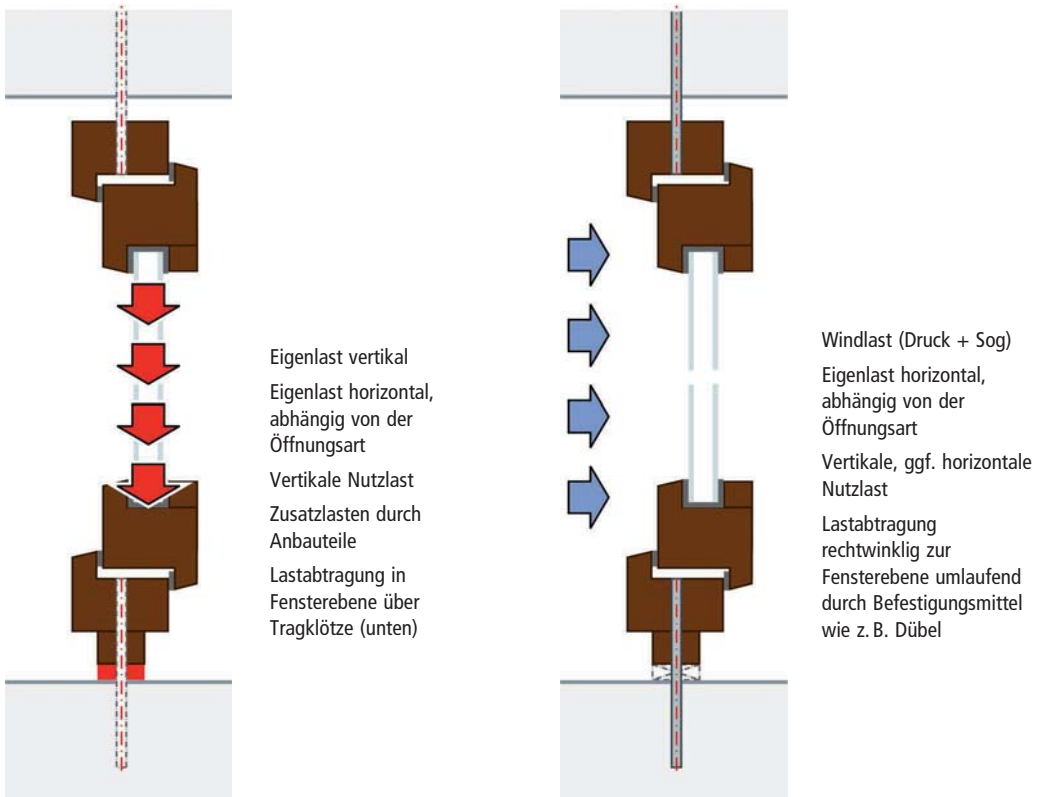 Eigenlast vertikal
Eigenlast horizontal,
abhängig von der
Öffnungsart
Vertikale Nutzlast
Zusatzlasten durch
Anbauteile
Lastabtragung in
Fensterebene über
Tragklötze (unten)
Windlast (Druck + Sog)
Eigenlast horizontal,
abhängig von der
Öffnungsart
Vertikale, ggf. horizontale
Nutzlast
Lastabtragung
rechtwinklig zur
Fensterebene umlaufend
durch Befestigungsmittel
wie z. B. Dübel